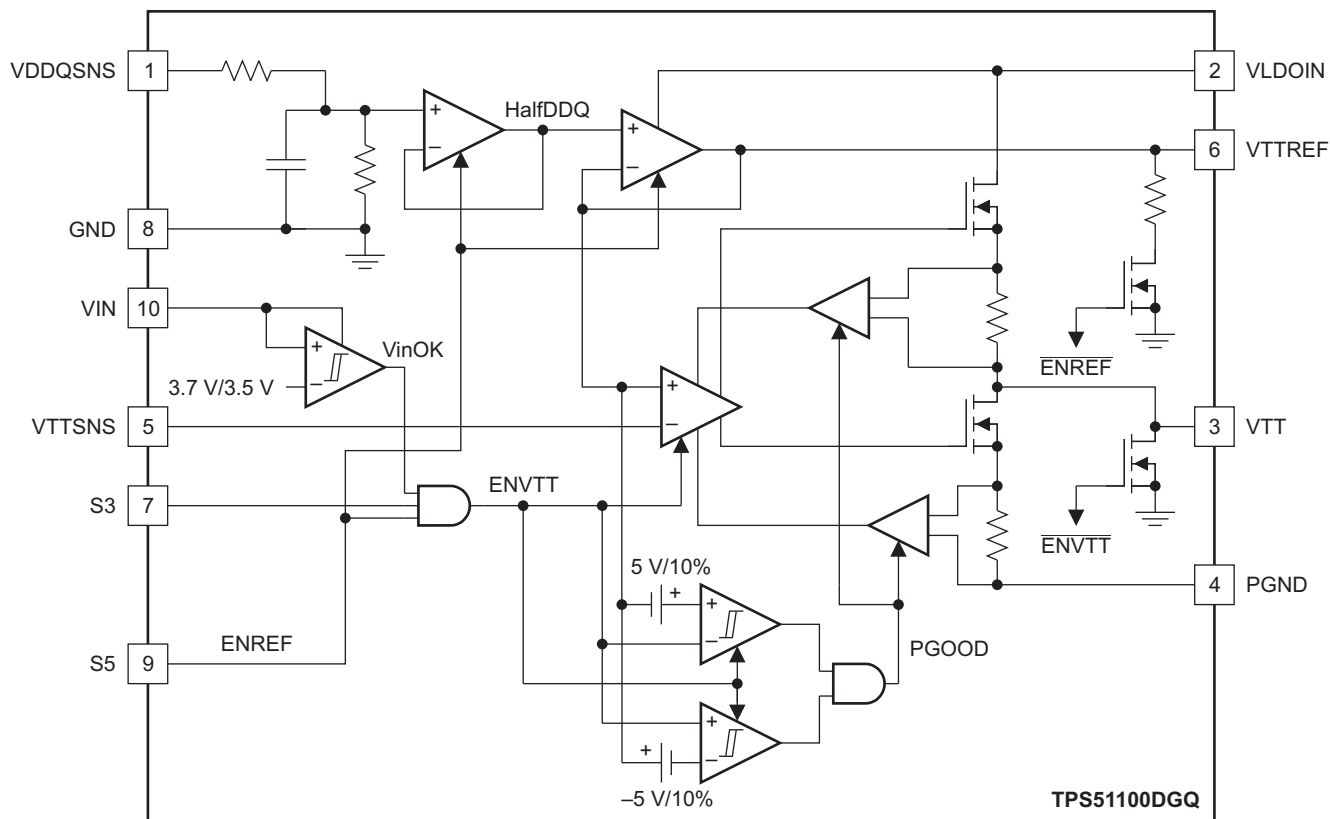 VDDQSNS 1
2 VLDOIN
+
HalfDDQ
+
–
–
6 VTTREF
GND 8
VIN 10
VinOK
+
3.7 V/3.5 V –
ENREF
+
VTTSNS 5
–
3 VTT
S3 7
ENVTT
ENVTT
5 V/10%
+
+
4 PGND
–
ENREF
PGOOD
S5 9
+
+
–
–5 V/10%
TPS51100DGQ